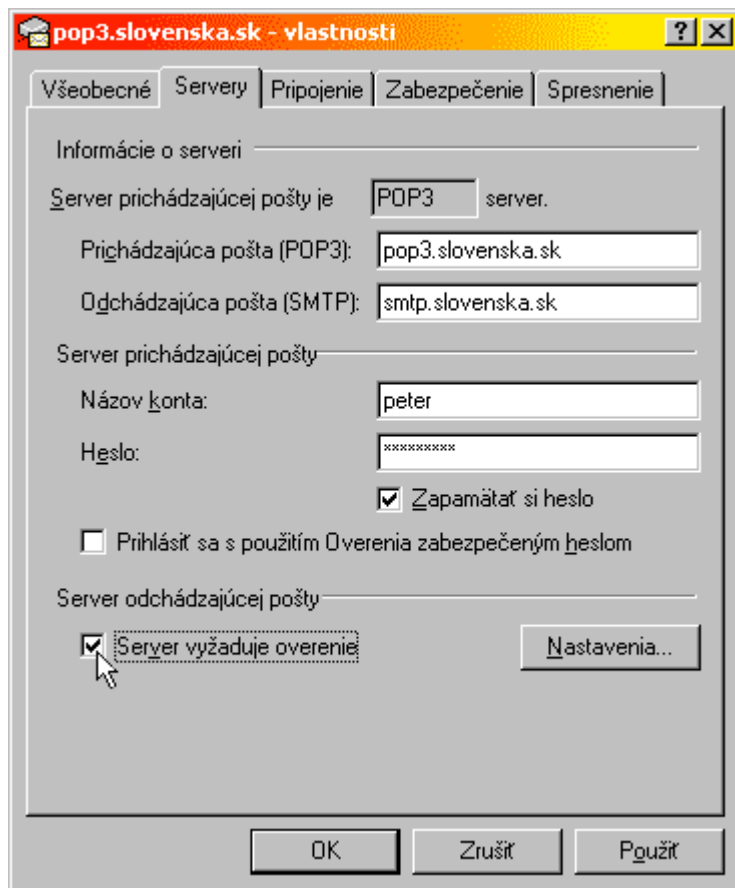 pop3.slovenska.sk - vlastnosti
Všeobecné Servery Pripojenie Zabezpečenie Spresnenie
Informácie o serveri
Server prichádzajúcej pošty je POP3 server.
Prichádzajúca pošta (POP3): pop3.slovenska.sk
Odchádzajúca pošta (SMTP): smtp.slovenska.sk
Server prichádzajúcej pošty
Názov konta: peter
Heslo: *********
Zapamätať si heslo
Prihlásiť sa s použitím Overenia zabezpečeným heslom
Server odchádzajúcej pošty
Server vyžaduje overenie Nastavenia...
OK Zrušiť Použiť